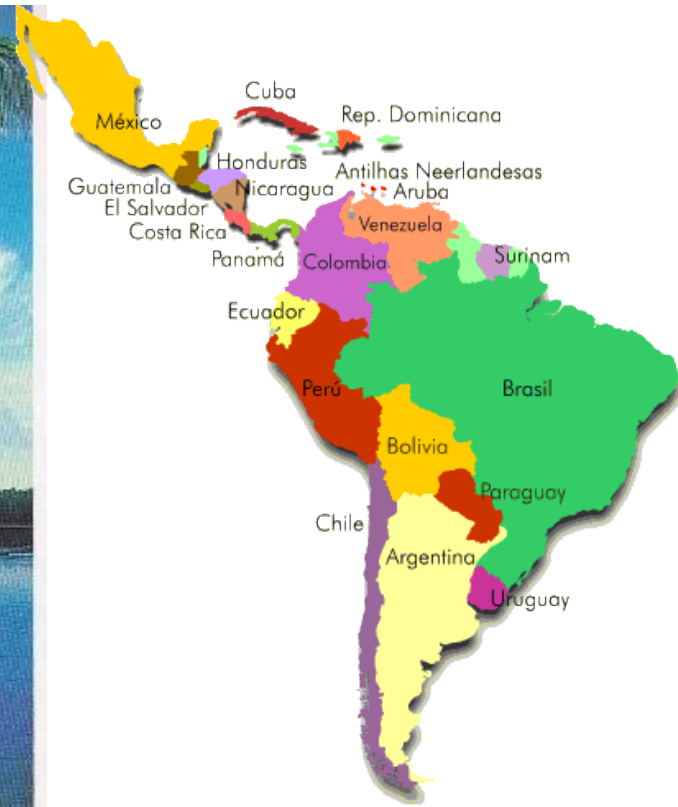 Cuba
Rep. Dominicana
México
Honduras
Antilhas Neerlandesas
Guatemala
Nicaragua
Aruba
El Salvador
Venezuela
Costa Rica
Panamá
Colombia
Surinam
Ecuador
Perú
Brasil
Bolivia
Paraguay
Chile
Argentina
Uruguay